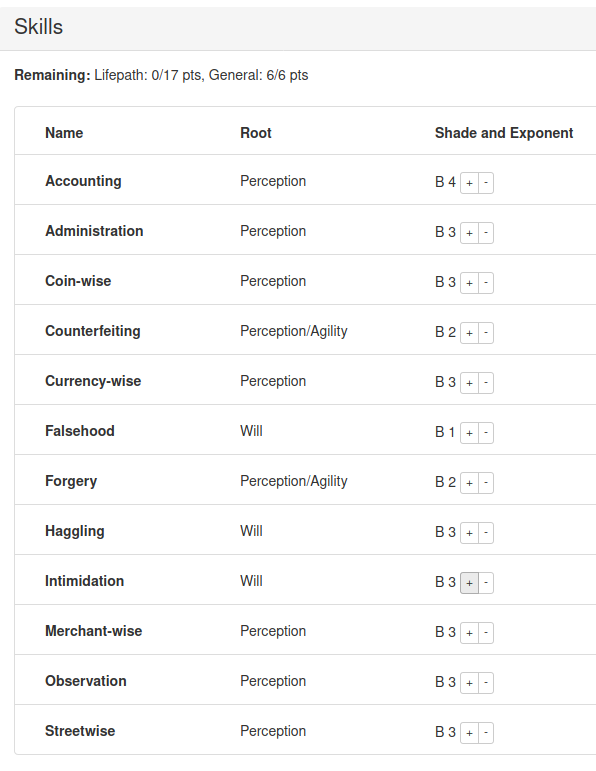 Skills
Remaining: Lifepath: 0/17 pts, General: 6/6 pts
Name Root Shade and Exponent
Accounting Perception B 4 + -
Administration Perception B 3 + -
Coin-wise Perception B 3 + -
Counterfeiting Perception/Agility B 2 + -
Currency-wise Perception B 3 + -
Falsehood Will B 1 + -
Forgery Perception/Agility B 2 + -
Haggling Will B 3 + -
Intimidation Will B 3 + -
Merchant-wise Perception B 3 + -
Observation Perception B 3 + -
Streetwise Perception B 3 + -